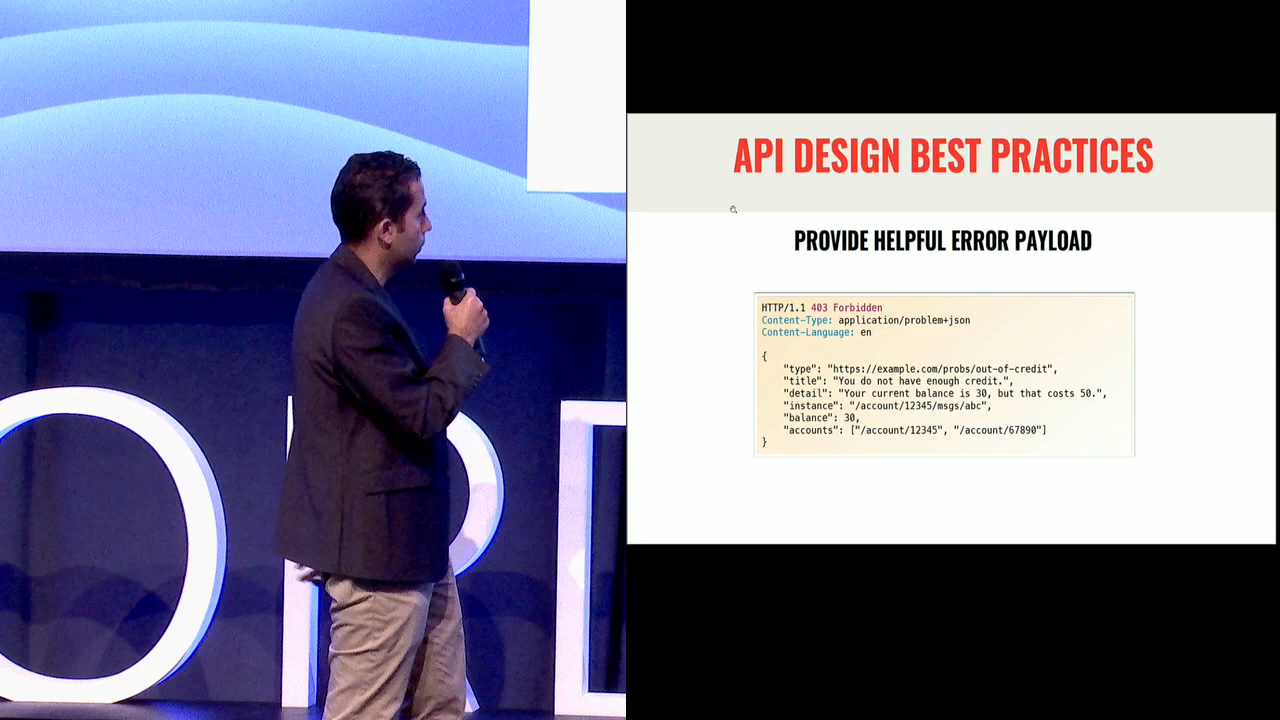 OR
API DESIGN BEST PRACTICES
PROVIDE HELPFUL ERROR PAYLOAD
HTTP/1.1 403 Forbidden
Content-Type: application/problem+json
Content-Language: en
{
"type": "https://example.com/probs/out-of-credit",
"title": "You do not have enough credit.",
"detail": "Your current balance is 30, but that costs 50.",
"instance": "/account/12345/msgs/abc",
"balance": 30,
"accounts": ["/account/12345", "/account/67890"]
}